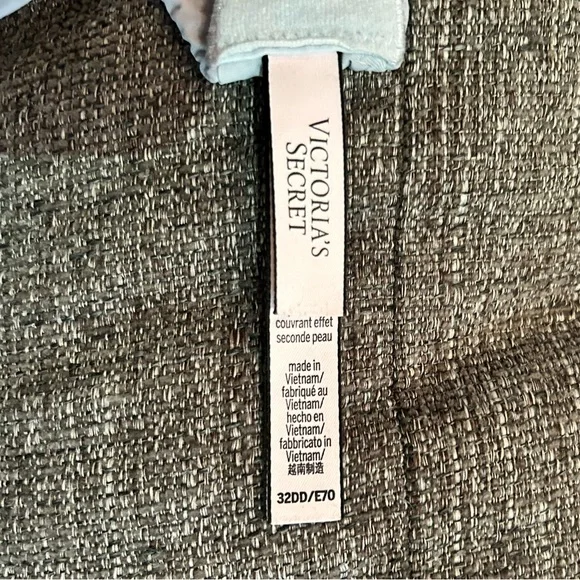 VICTORIA'S
SECRET
couvrant effet
seconde peau
made in
Vietnam/
fabriqué au
Vietnam/
hecho en
Vietnam/
fabbricato in
Vietnam/
越南制造
32DD/E70